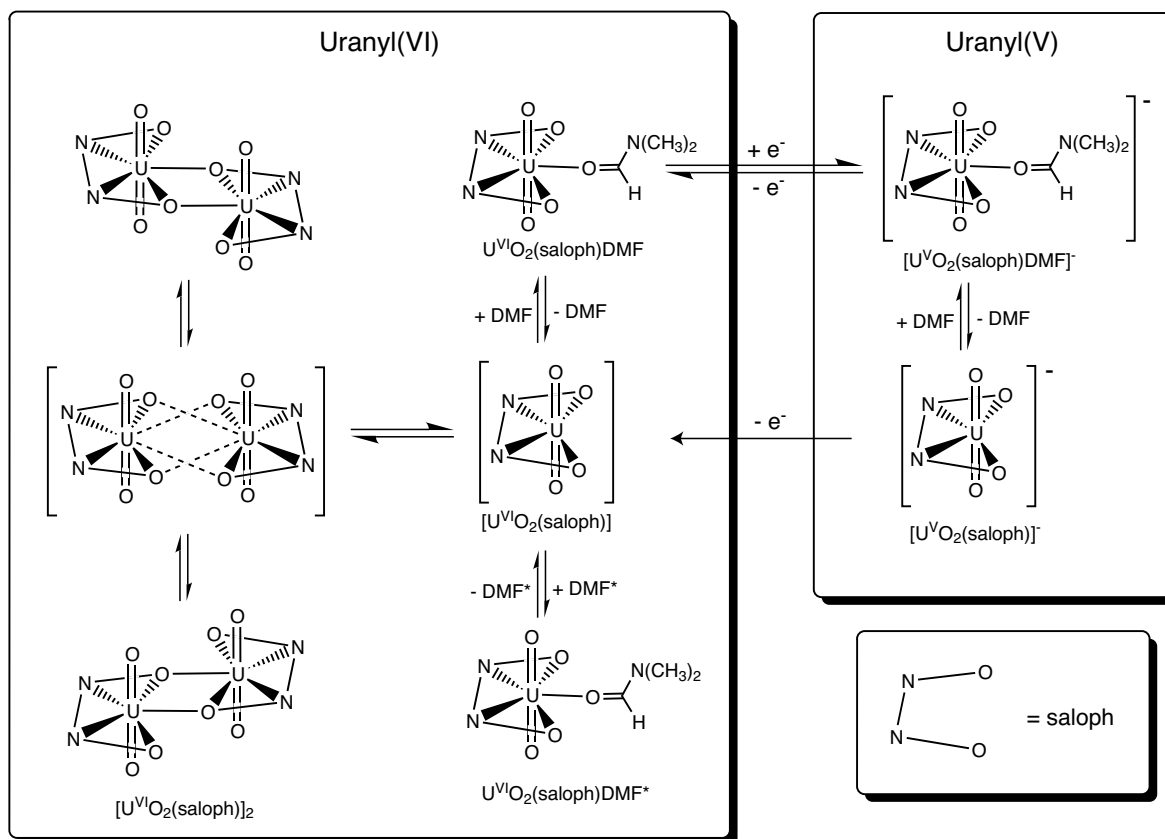 Uranyl(VI)
Uranyl(V)
O
O
N
O
U
O
N
O
U
N
O
O
N
O
O
N
O
U
N
O
O
O
N(CH₃)₂
H
UᵛᴵO₂(saloph)DMF
+ e⁻
- e⁻
O
N
O
U
N
O
O
O
N(CH₃)₂
H
-
[UⱽO₂(saloph)DMF]⁻
+ DMF
- DMF
+ DMF
- DMF
O
O
N
O
O
N
U
U
N
O
O
N
O
O
O
N
O
U
N
O
O
[UᵛᴵO₂(saloph)]
- e⁻
O
N
O
U
N
O
O
-
[UⱽO₂(saloph)]⁻
- DMF*
+ DMF*
O
O
N
O
N
O
U
U
N
O
N
O
O
O
[UᵛᴵO₂(saloph)]₂
O
N
O
U
N
O
O
O
N(CH₃)₂
H
UᵛᴵO₂(saloph)DMF*
N
O
N
O
= saloph